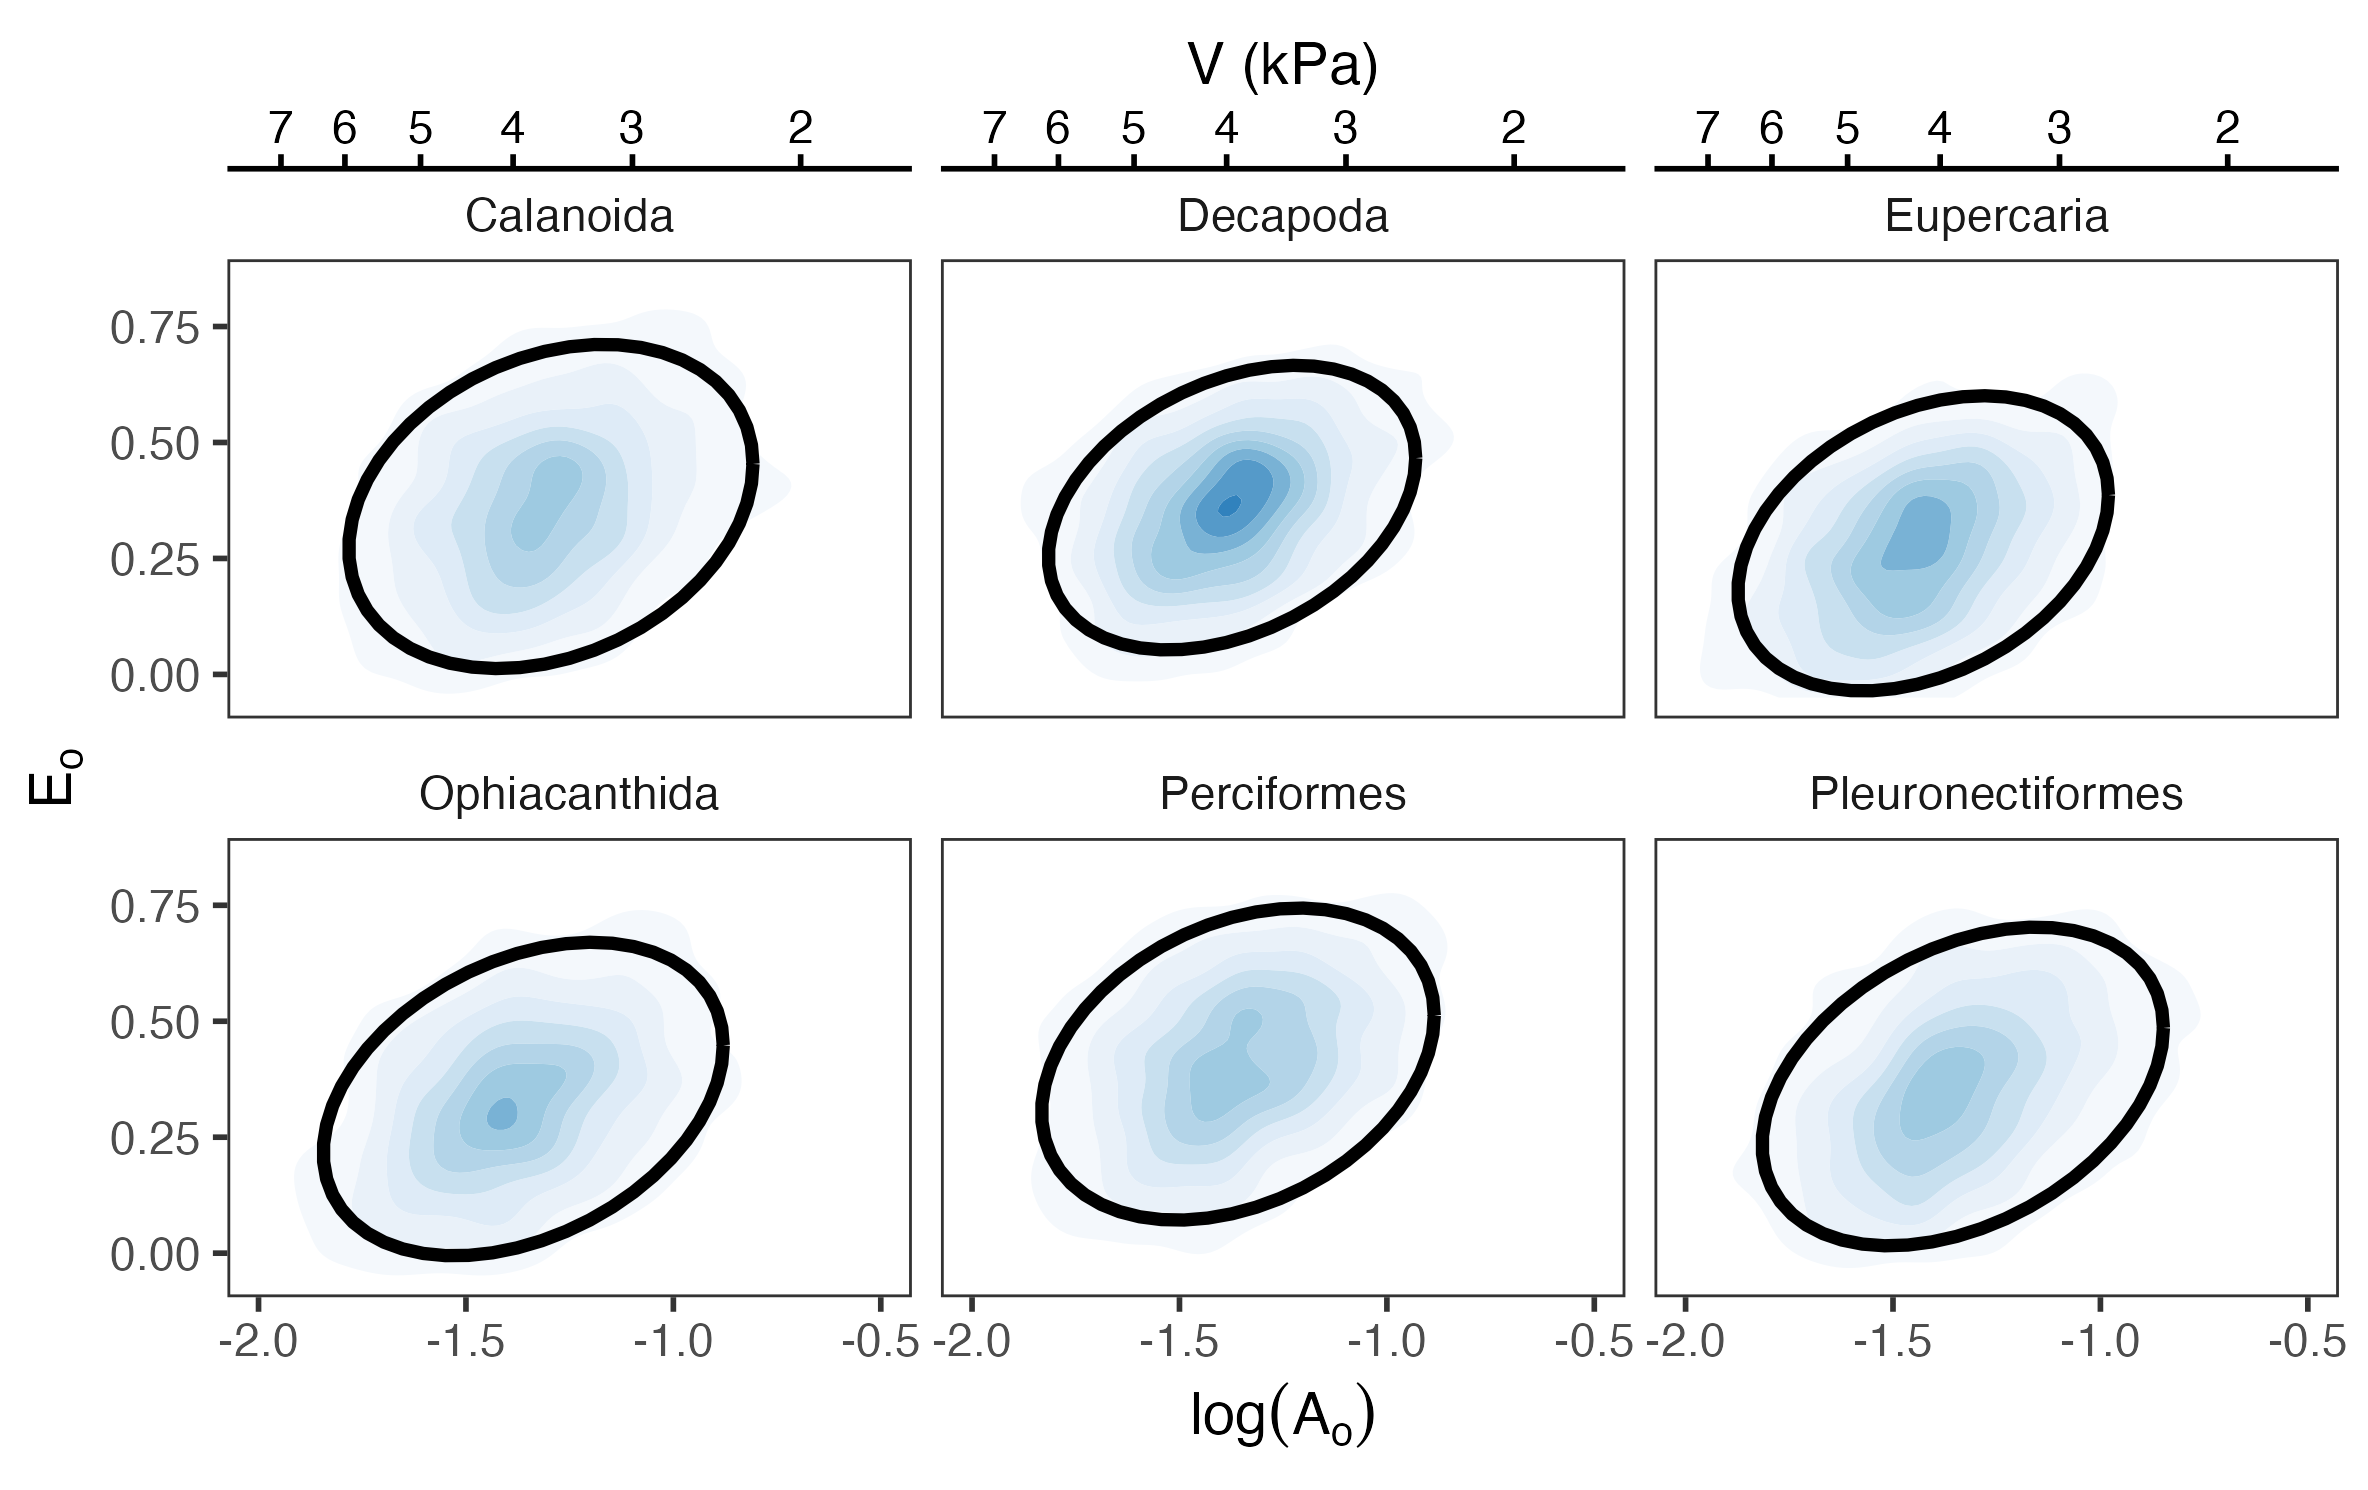 V (kPa)
7 6 5 4 3 2 7 6 5 4 3 2 7 6 5 4 3 2
Calanoida Decapoda Eupercaria
0.75
0.50
0.25
0.00
E₀
Ophiacanthida Perciformes Pleuronectiformes
0.75
0.50
0.25
0.00
-2.0 -1.5 -1.0 -0.5 -2.0 -1.5 -1.0 -0.5 -2.0 -1.5 -1.0 -0.5
log(A₀)